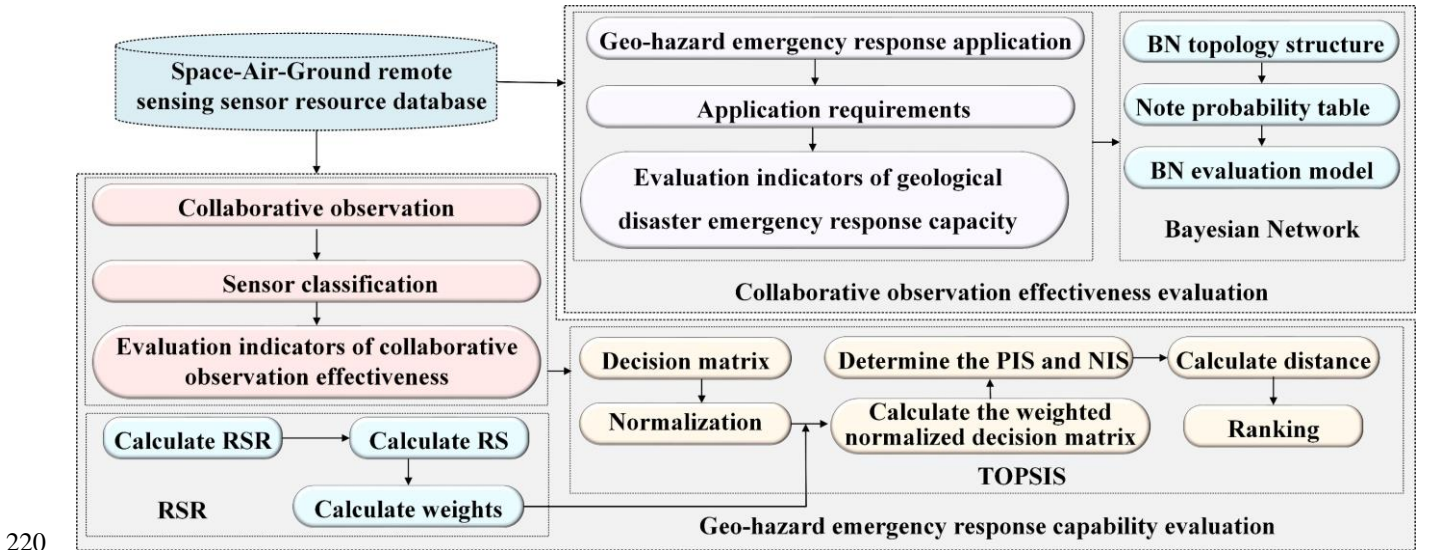 Space-Air-Ground remote
sensing sensor resource database
Geo-hazard emergency response application
Application requirements
Evaluation indicators of geological
disaster emergency response capacity
BN topology structure
Note probability table
BN evaluation model
Bayesian Network
Collaborative observation effectiveness evaluation
Collaborative observation
Sensor classification
Evaluation indicators of collaborative
observation effectiveness
Calculate RSR
Calculate RS
Calculate weights
RSR
Decision matrix
Normalization
Determine the PIS and NIS
Calculate the weighted
normalized decision matrix
Calculate distance
Ranking
TOPSIS
Geo-hazard emergency response capability evaluation
220